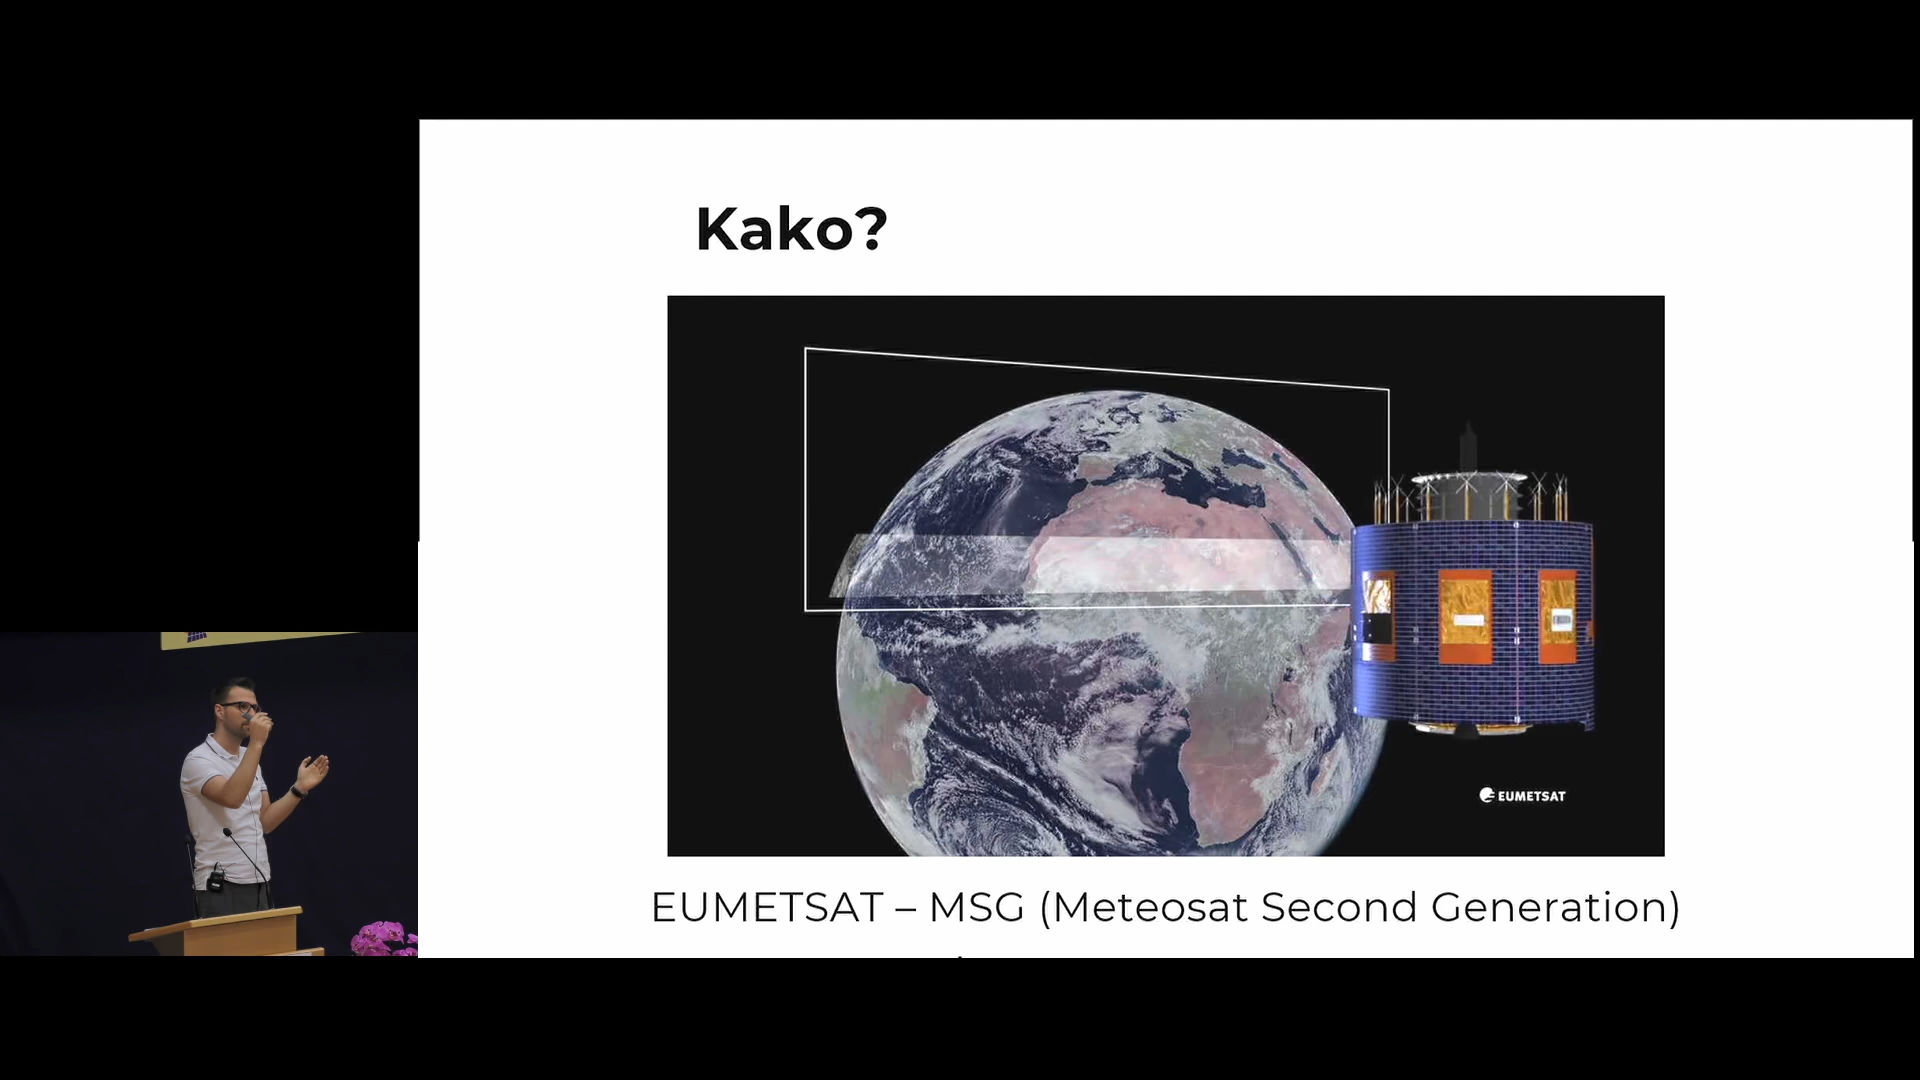 Kako?
EUMETSAT
EUMETSAT – MSG (Meteosat Second Generation)